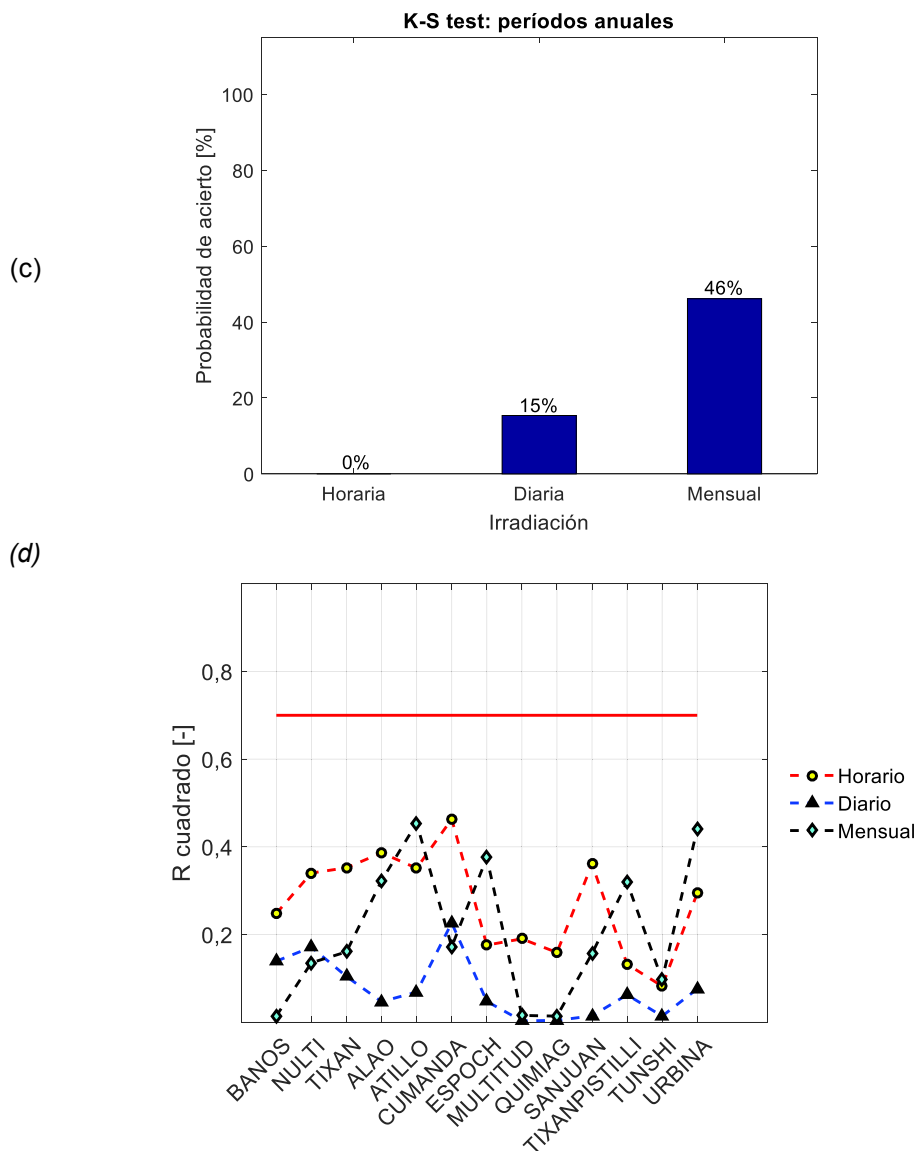 K-S test: períodos anuales
(c)
Probabilidad de acierto [%]
100
80
60
40
20
0
0%
15%
46%
Horaria
Diaria
Mensual
Irradiación
(d)
R cuadrado [-]
0,8
0,6
0,4
0,2
Horario
Diario
Mensual
BANOS
NULTI
TIXAN
ALAO
ATILLO
CUMANDA
ESPOCH
MULTITUD
QUIMIAG
SANJUAN
TIXANPISTILLI
TUNSHI
URBINA